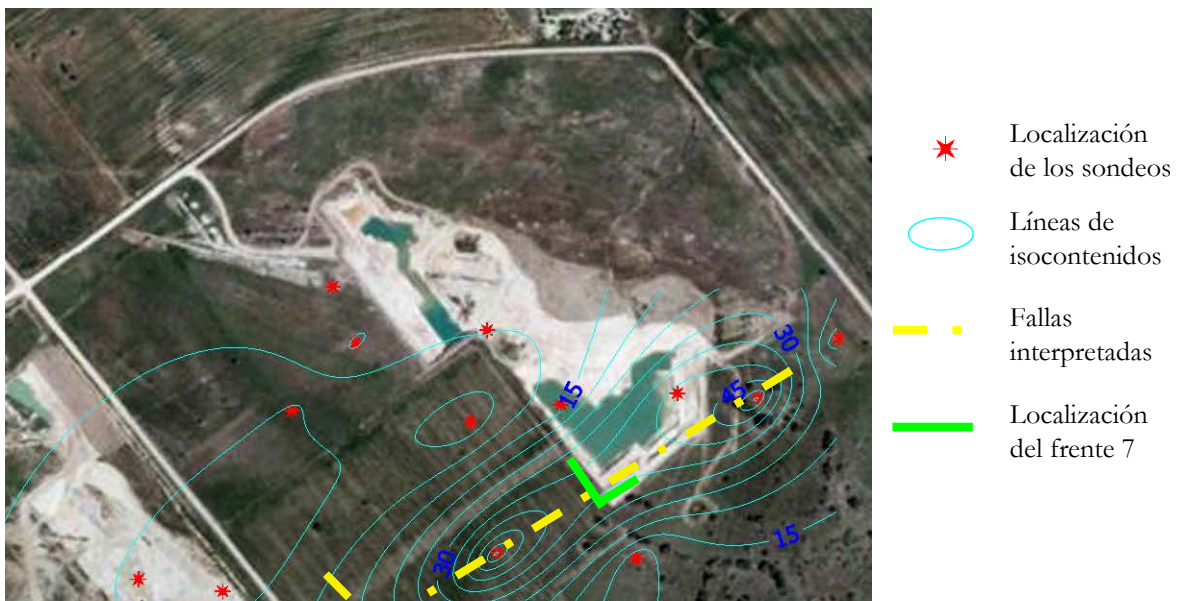 30
45
15
30
15
Localización
de los sondeos
Líneas de
isocontenidos
Fallas
interpretadas
Localización
del frente 7